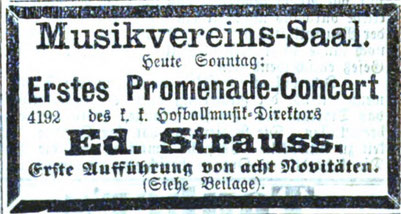 Musikvereins-Saal.
Heute Sonntag:
Erstes Promenade-Concert
4192 des k. k. Hofballmusik-Direktors
Ed. Strauss.
Erste Aufführung von acht Novitäten.
(Siehe Beilage).